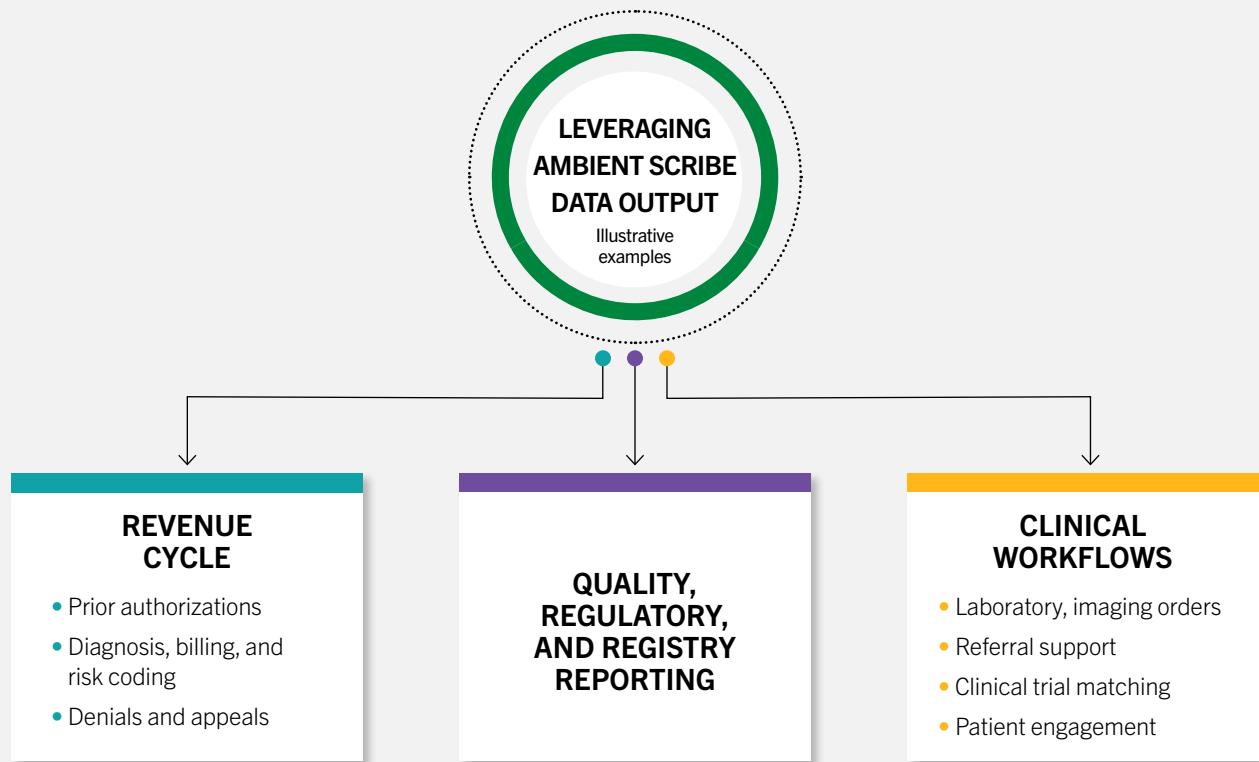 LEVERAGING
AMBIENT SCRIBE
DATA OUTPUT
Illustrative
examples
REVENUE
CYCLE
• Prior authorizations
• Diagnosis, billing, and
risk coding
• Denials and appeals
QUALITY,
REGULATORY,
AND REGISTRY
REPORTING
CLINICAL
WORKFLOWS
• Laboratory, imaging orders
• Referral support
• Clinical trial matching
• Patient engagement